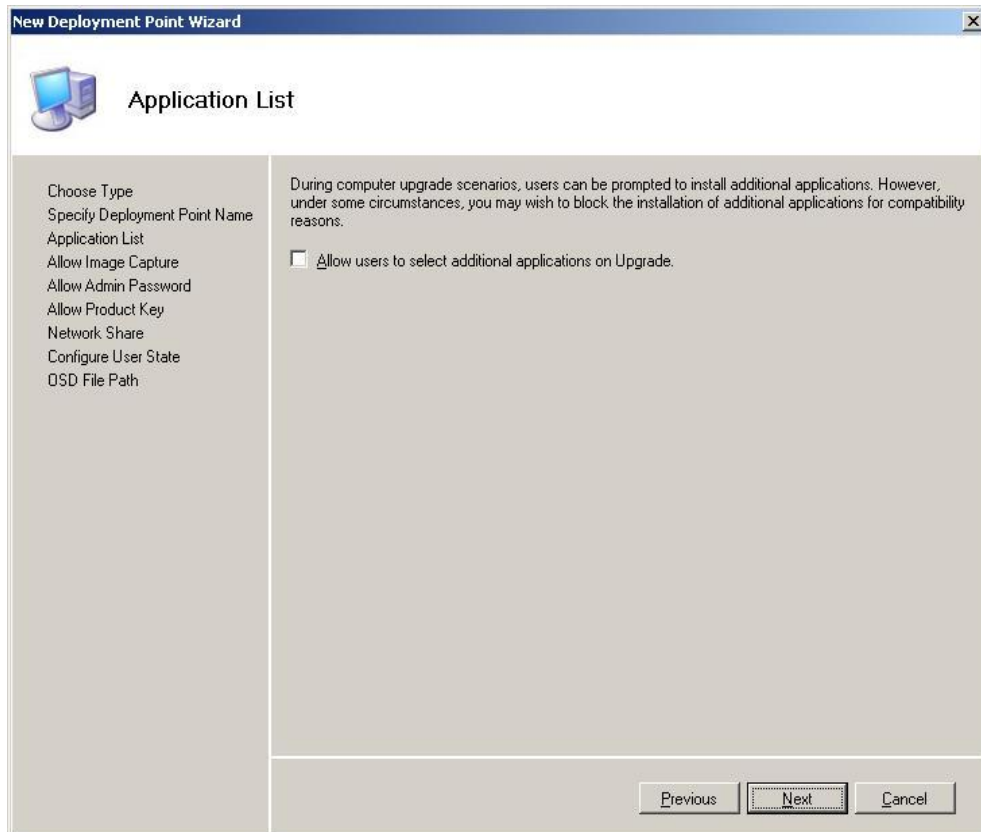 New Deployment Point Wizard
Application List
Choose Type
Specify Deployment Point Name
Application List
Allow Image Capture
Allow Admin Password
Allow Product Key
Network Share
Configure User State
OSD File Path
During computer upgrade scenarios, users can be prompted to install additional applications. However,
under some circumstances, you may wish to block the installation of additional applications for compatibility
reasons.
Allow users to select additional applications on Upgrade.
Previous
Next
Cancel